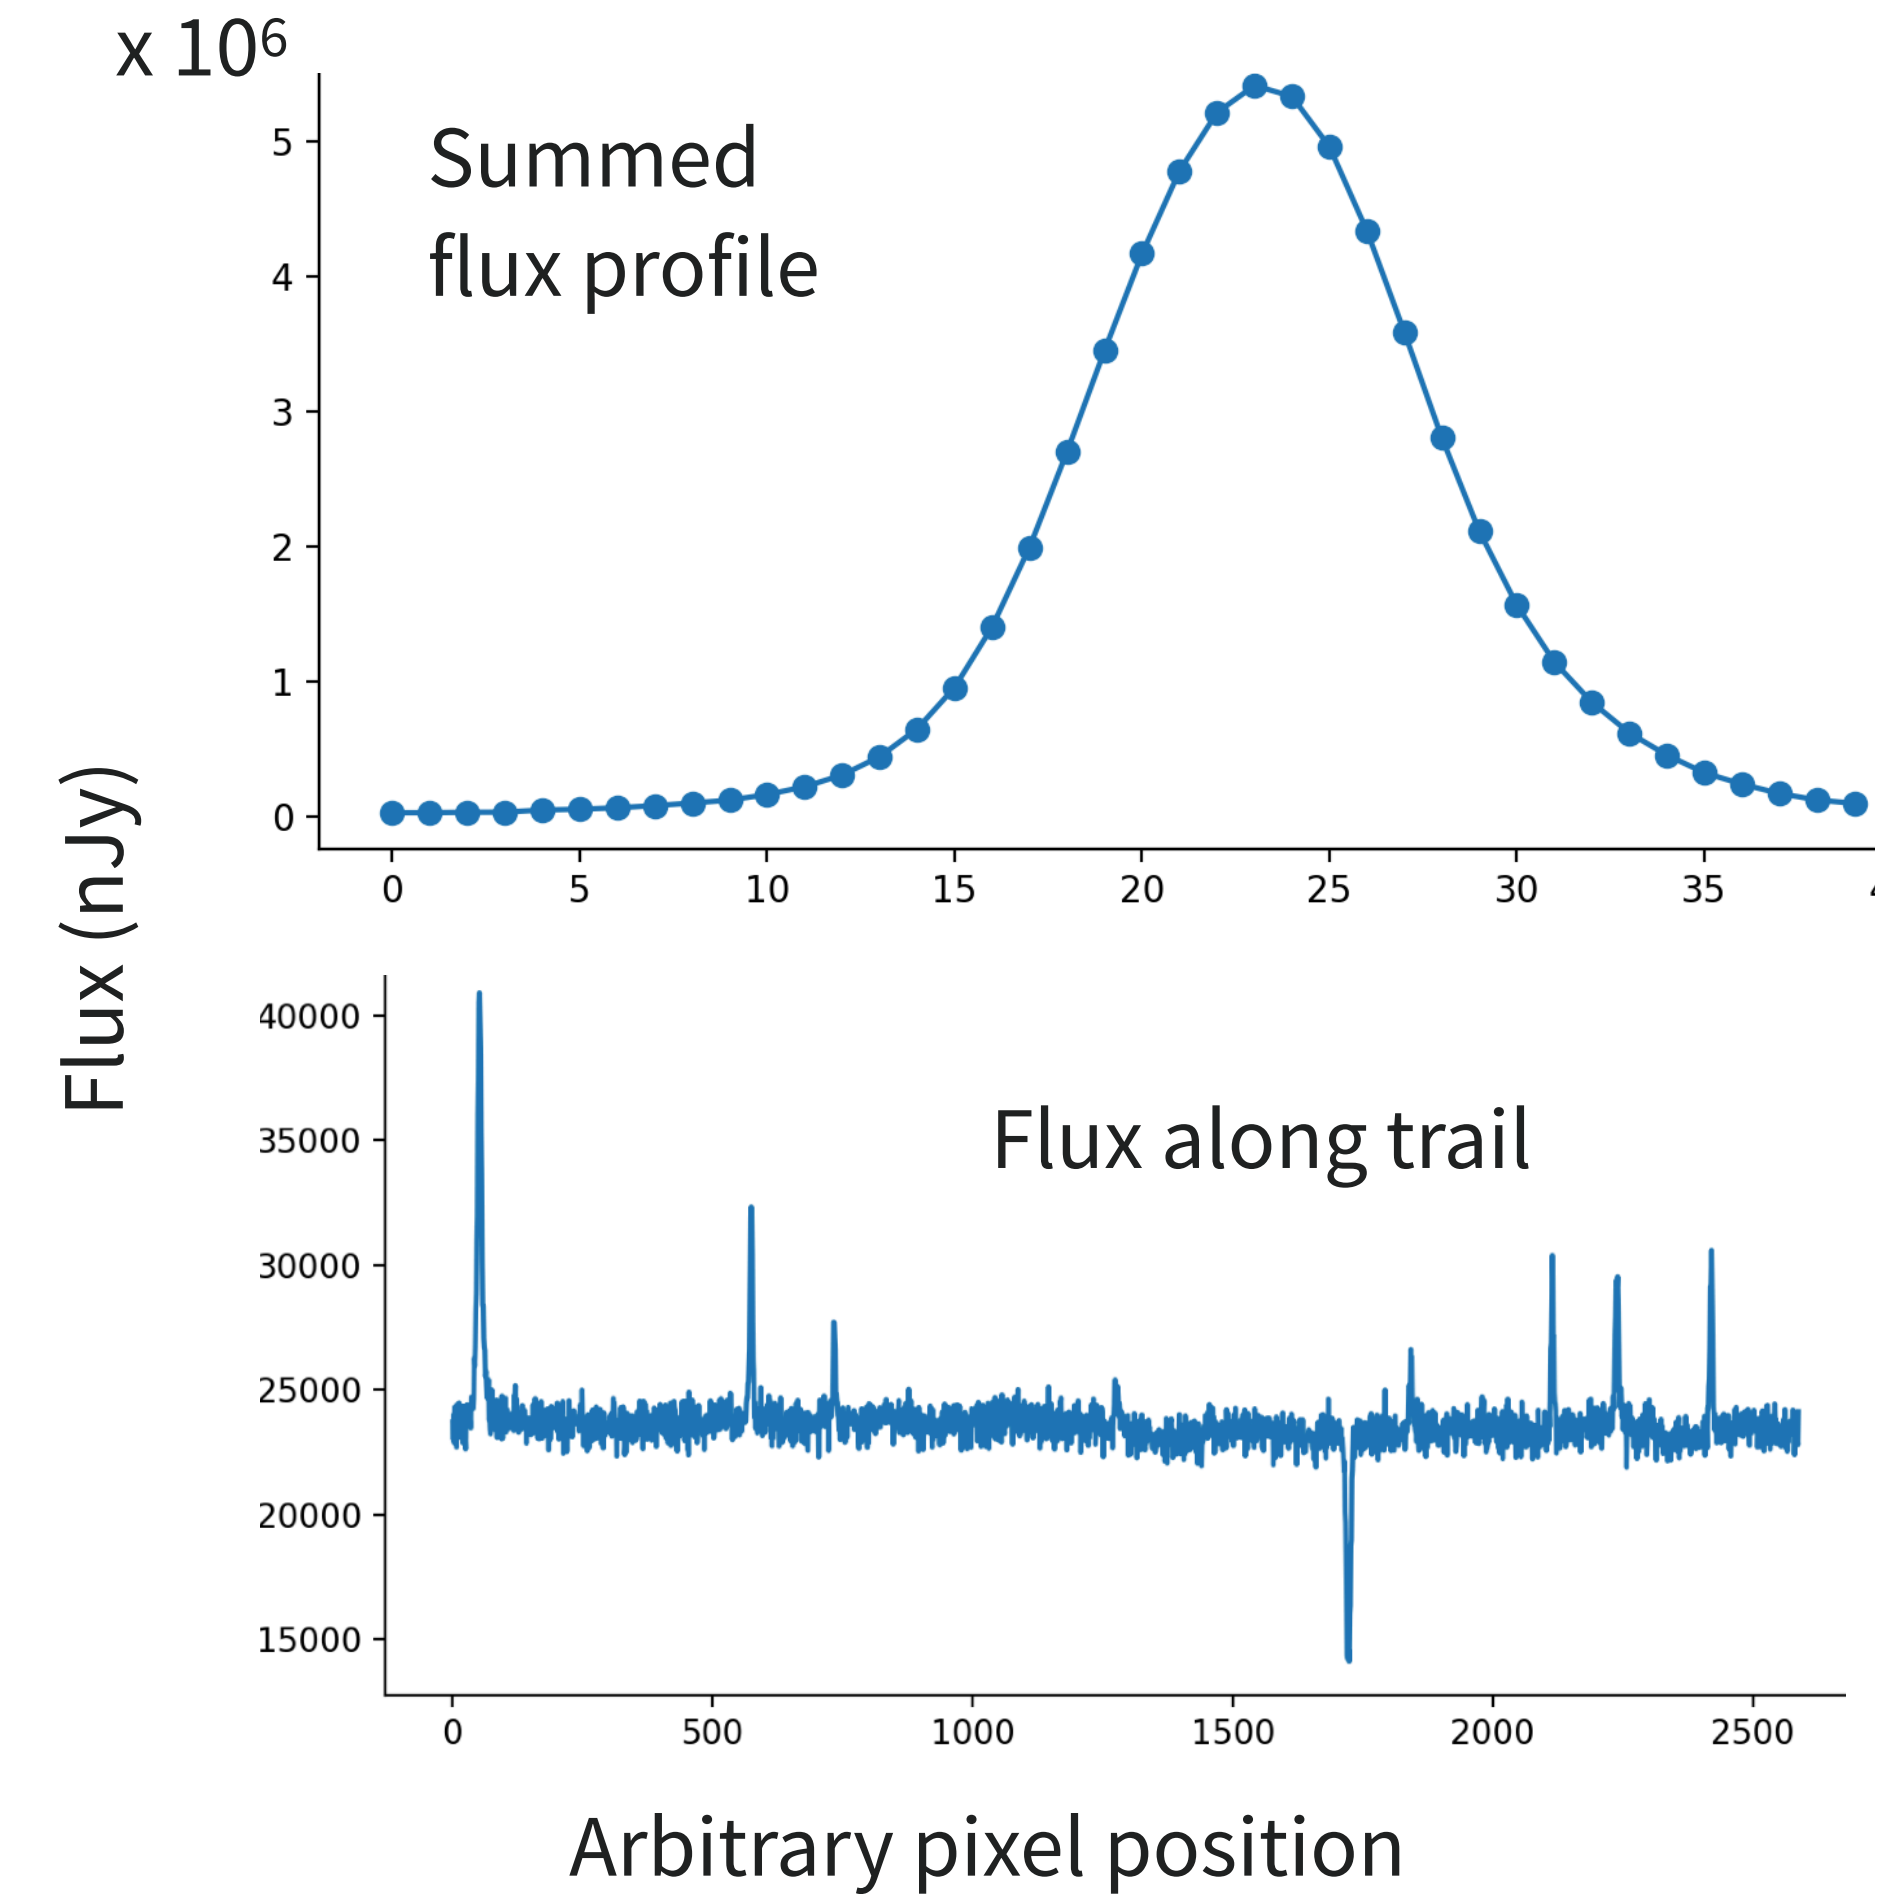 x 10⁶
Summed
flux profile
5
4
3
2
1
0
0 5 10 15 20 25 30 35
Flux (nJy)
Flux along trail
40000
35000
30000
25000
20000
15000
0 500 1000 1500 2000 2500
Arbitrary pixel position